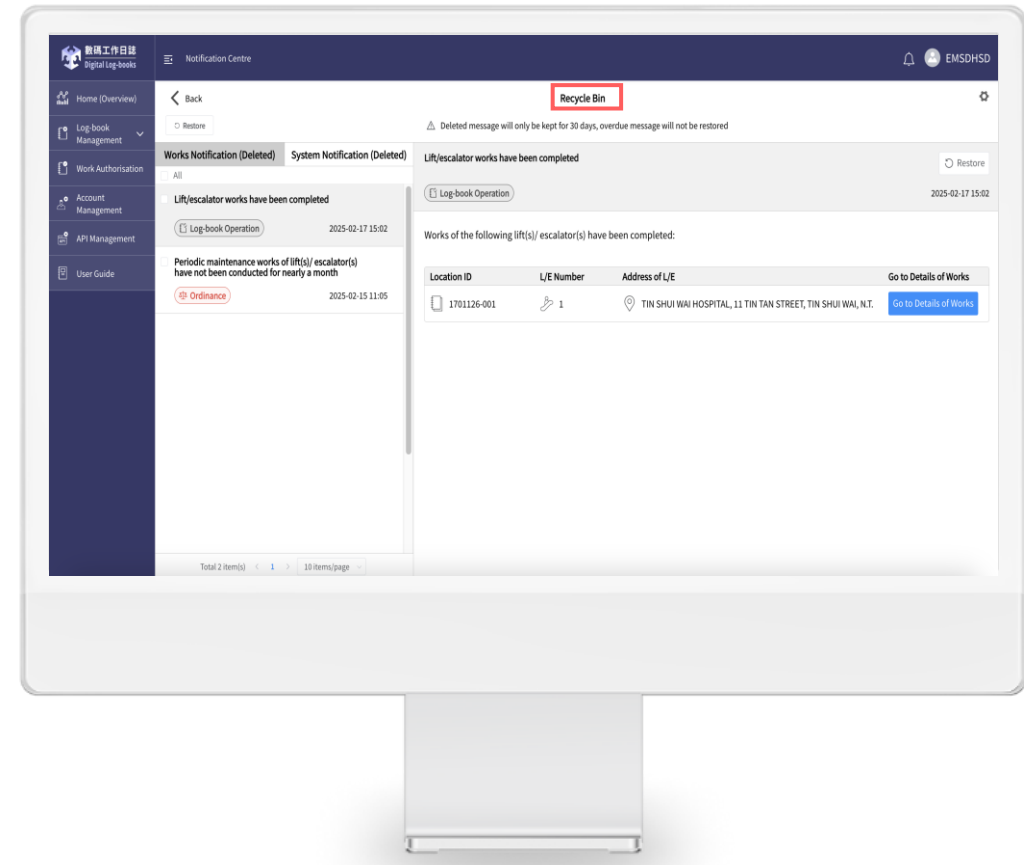 數碼工作日誌
Digital Log-books
Notification Centre
EMSDHSD
Home (Overview)
Log-book
Management
Work Authorisation
Account
Management
API Management
User Guide
Back
Recycle Bin
Restore
Deleted message will only be kept for 30 days, overdue message will not be restored
Works Notification (Deleted)
System Notification (Deleted)
All
Lift/escalator works have been completed
Log-book Operation
2025-02-17 15:02
Periodic maintenance works of lift(s)/ escalator(s)
have not been conducted for nearly a month
Ordinance
2025-02-15 11:05
Total 2 item(s) < 1 > 10 items/page
Lift/escalator works have been completed
Restore
Log-book Operation
2025-02-17 15:02
Works of the following lift(s)/ escalator(s) have been completed:
Location ID L/E Number Address of L/E Go to Details of Works
1701126-001 1 TIN SHUI WAI HOSPITAL, 11 TIN TAN STREET, TIN SHUI WAI, N.T. Go to Details of Works